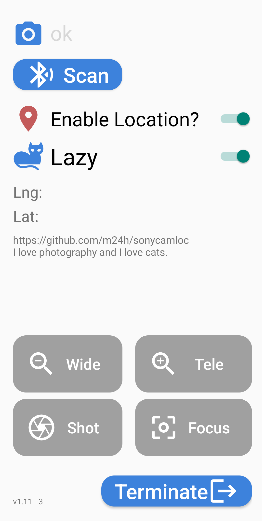 ok
Scan
Enable Location?
Lazy
Lng:
Lat:
https://github.com/m24h/sonycamloc
I love photography and I love cats.
Wide
Tele
Shot
Focus
Terminate
v1.11 - 3